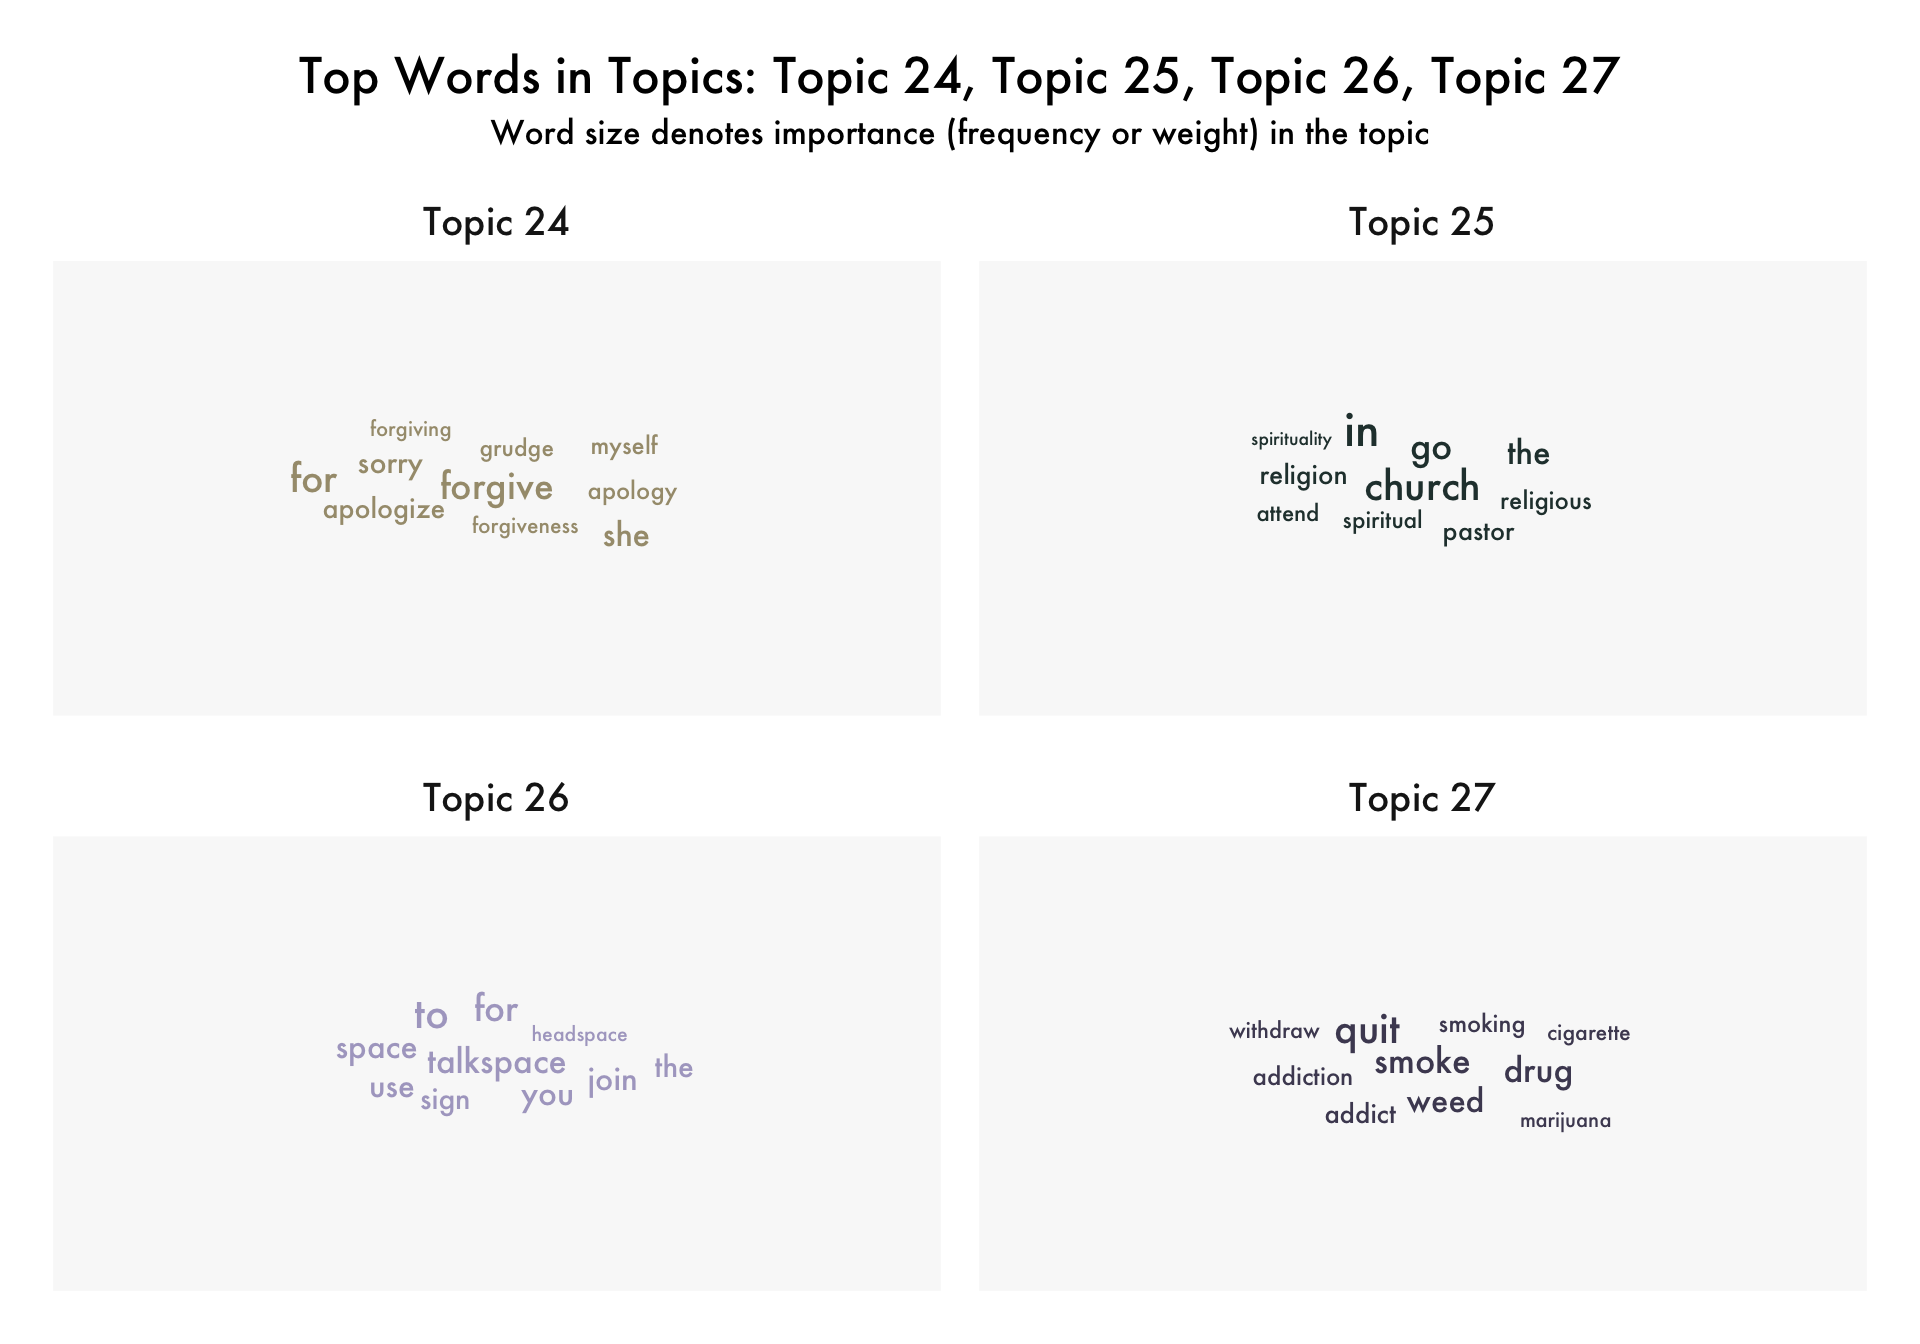 Top Words in Topics: Topic 24, Topic 25, Topic 26, Topic 27
Word size denotes importance (frequency or weight) in the topic
Topic 24
forgiving
grudge
myself
sorry
for
forgive
apology
apologize
forgiveness
she
Topic 25
in
spirituality
go
the
religion
church
religious
attend
spiritual
pastor
Topic 26
to
for
headspace
space
talkspace
the
use
join
sign
you
Topic 27
withdraw
quit
smoking
cigarette
smoke
drug
addiction
weed
addict
marijuana